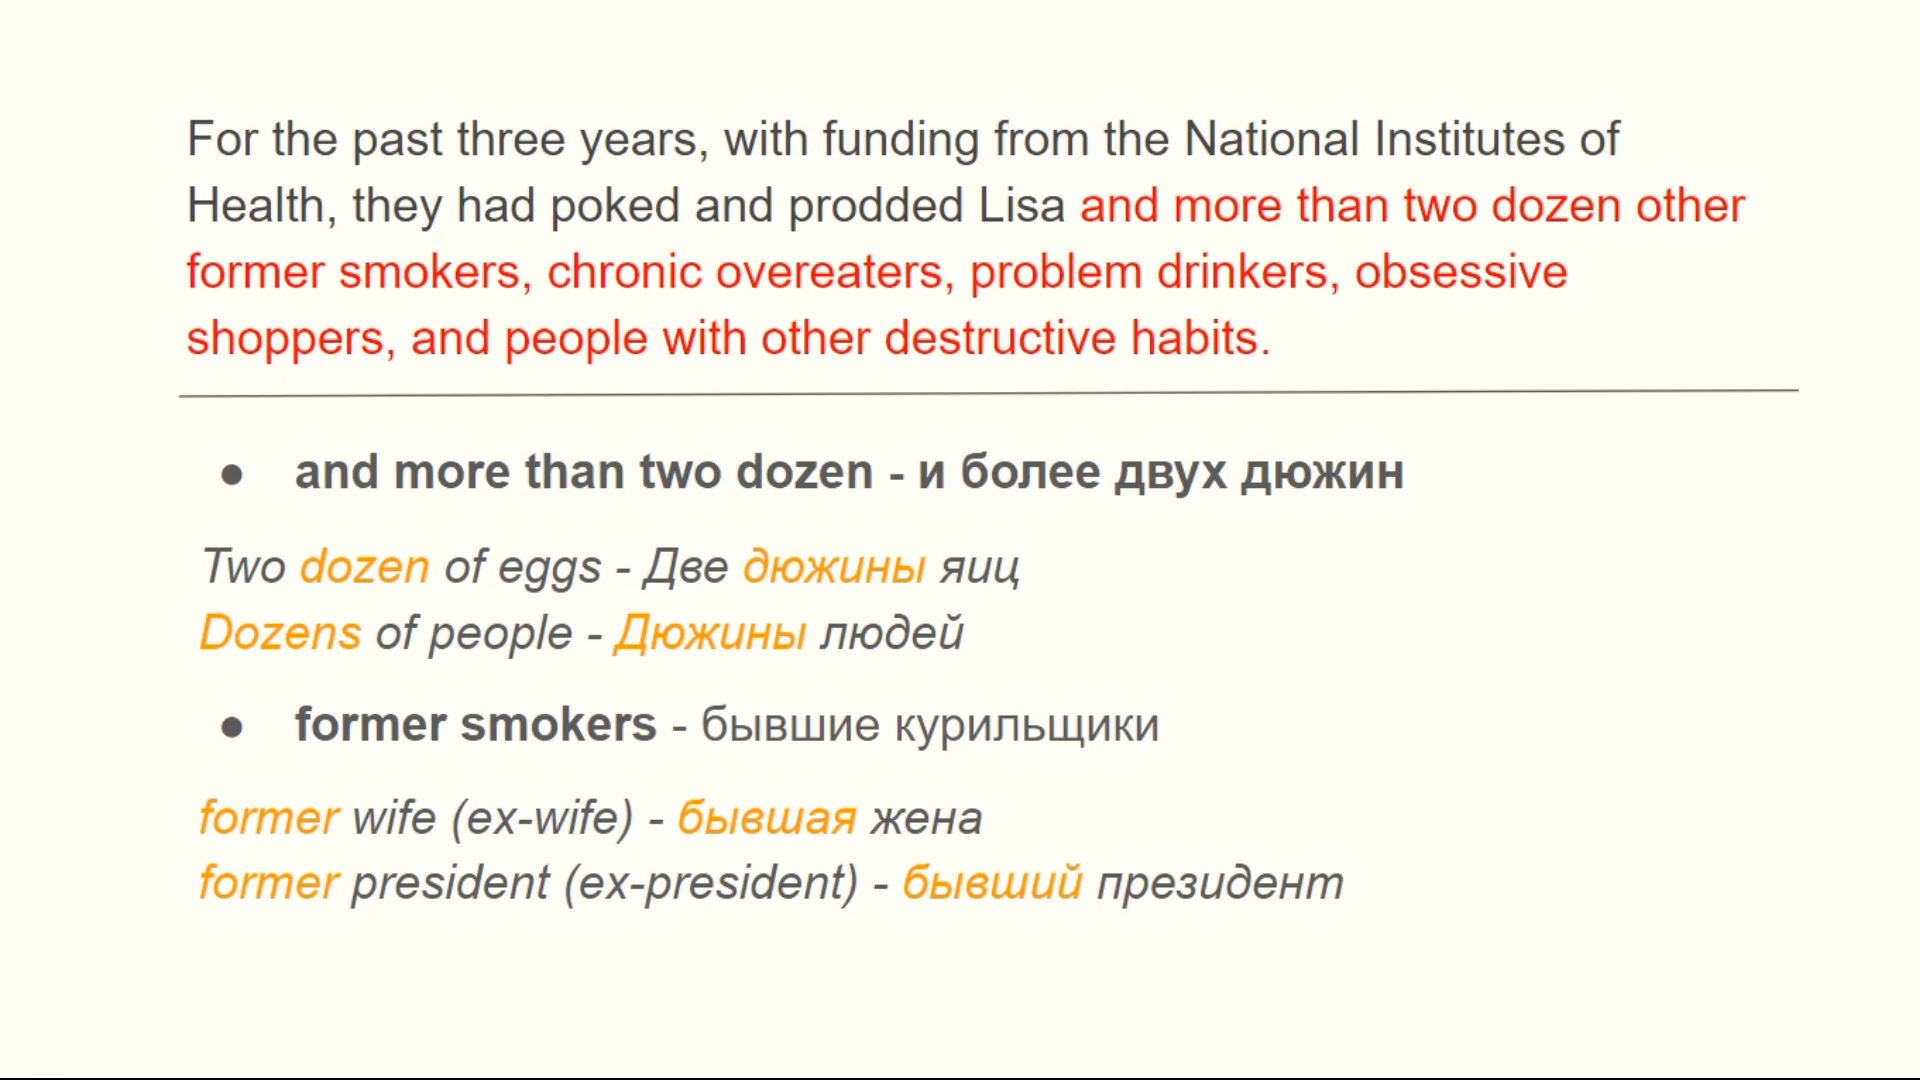 For the past three years, with funding from the National Institutes of
Health, they had poked and prodded Lisa and more than two dozen other
former smokers, chronic overeaters, problem drinkers, obsessive
shoppers, and people with other destructive habits.
● and more than two dozen - и более двух дюжин
Two dozen of eggs - Две дюжины яиц
Dozens of people - Дюжины людей
● former smokers - бывшие курильщики
former wife (ex-wife) - бывшая жена
former president (ex-president) - бывший президент